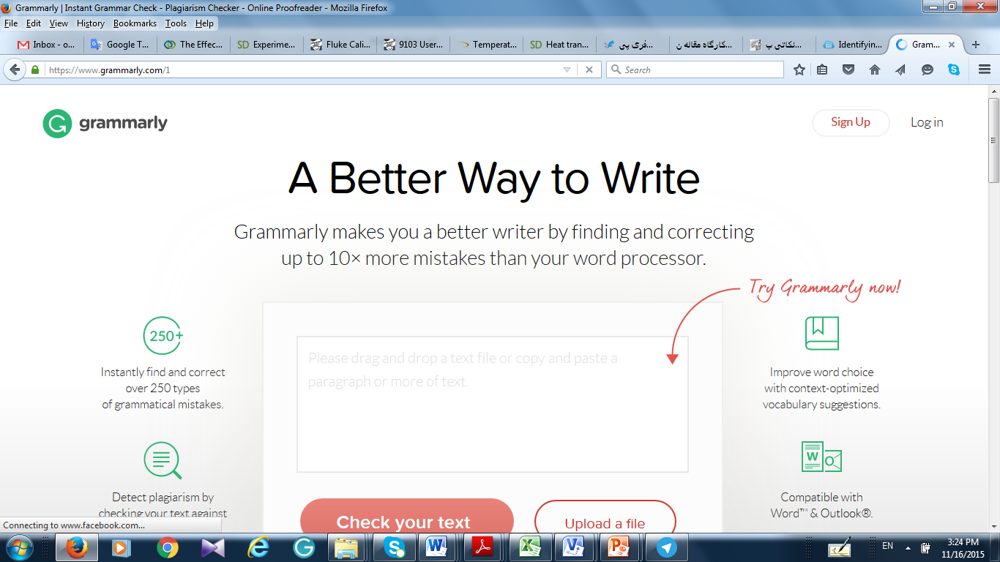 Grammarly | Instant Grammar Check - Plagiarism Checker - Online Proofreader - Mozilla Firefox
File Edit View History Bookmarks Tools Help
Inbox - o... Google T... The Effec... SD Experime... Fluke Cali... 9103 User... Temperat... SD Heat tran... فری پی... کارگاه مقاله ن... نکاتی پ... Identifyin... Gram...
https://www.grammarly.com/1 Search
G grammarly Sign Up Log in
A Better Way to Write
Grammarly makes you a better writer by finding and correcting
up to 10× more mistakes than your word processor.
Try Grammarly now!
250+
Instantly find and correct
over 250 types
of grammatical mistakes.
Please drag and drop a text file or copy and paste a
paragraph or more of text.
Improve word choice
with context-optimized
vocabulary suggestions.
W O
Detect plagiarism by
checking your text against
Compatible with
Word™ & Outlook®.
Check your text Upload a file
Connecting to www.facebook.com...
EN 3:24 PM
11/16/2015